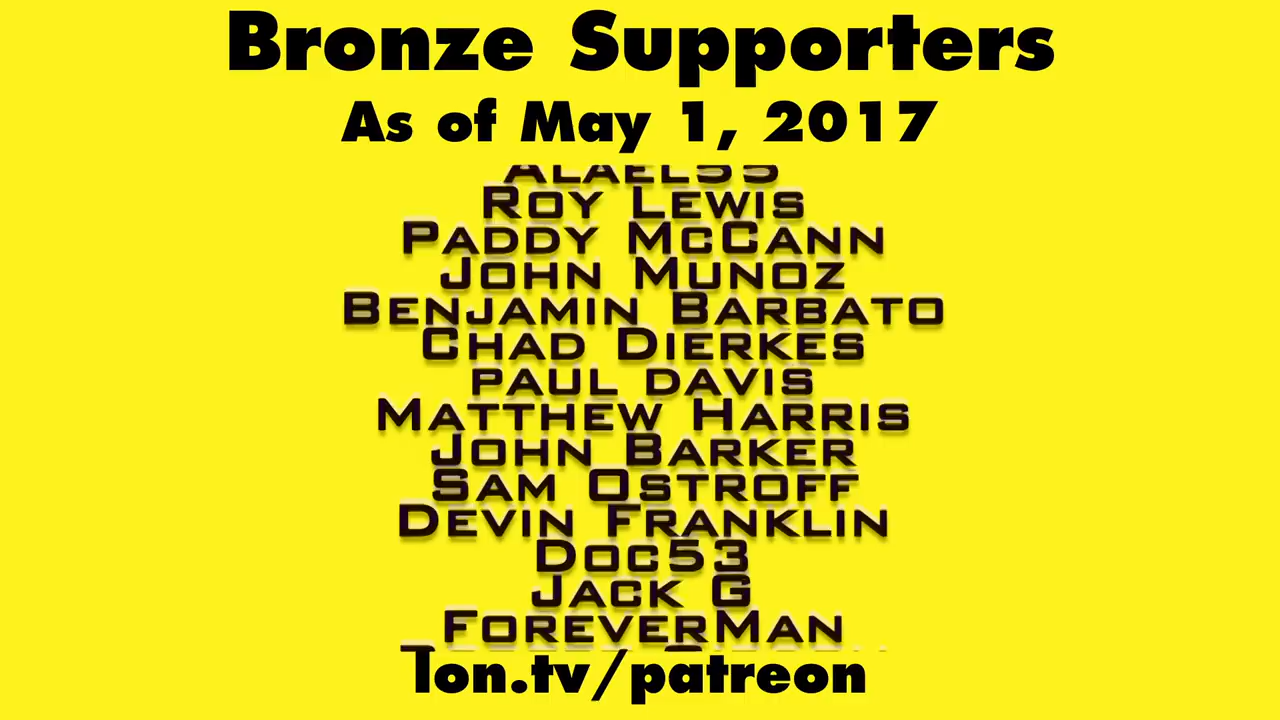 Bronze Supporters
As of May 1, 2017
Roy Lewis
Paddy McCann
John Munoz
Benjamin Barbato
Chad Dierkes
paul davis
Matthew Harris
John Barker
Sam Ostroff
Devin Franklin
Doc53
Jack G
ForeverMan
lon.tv/patreon